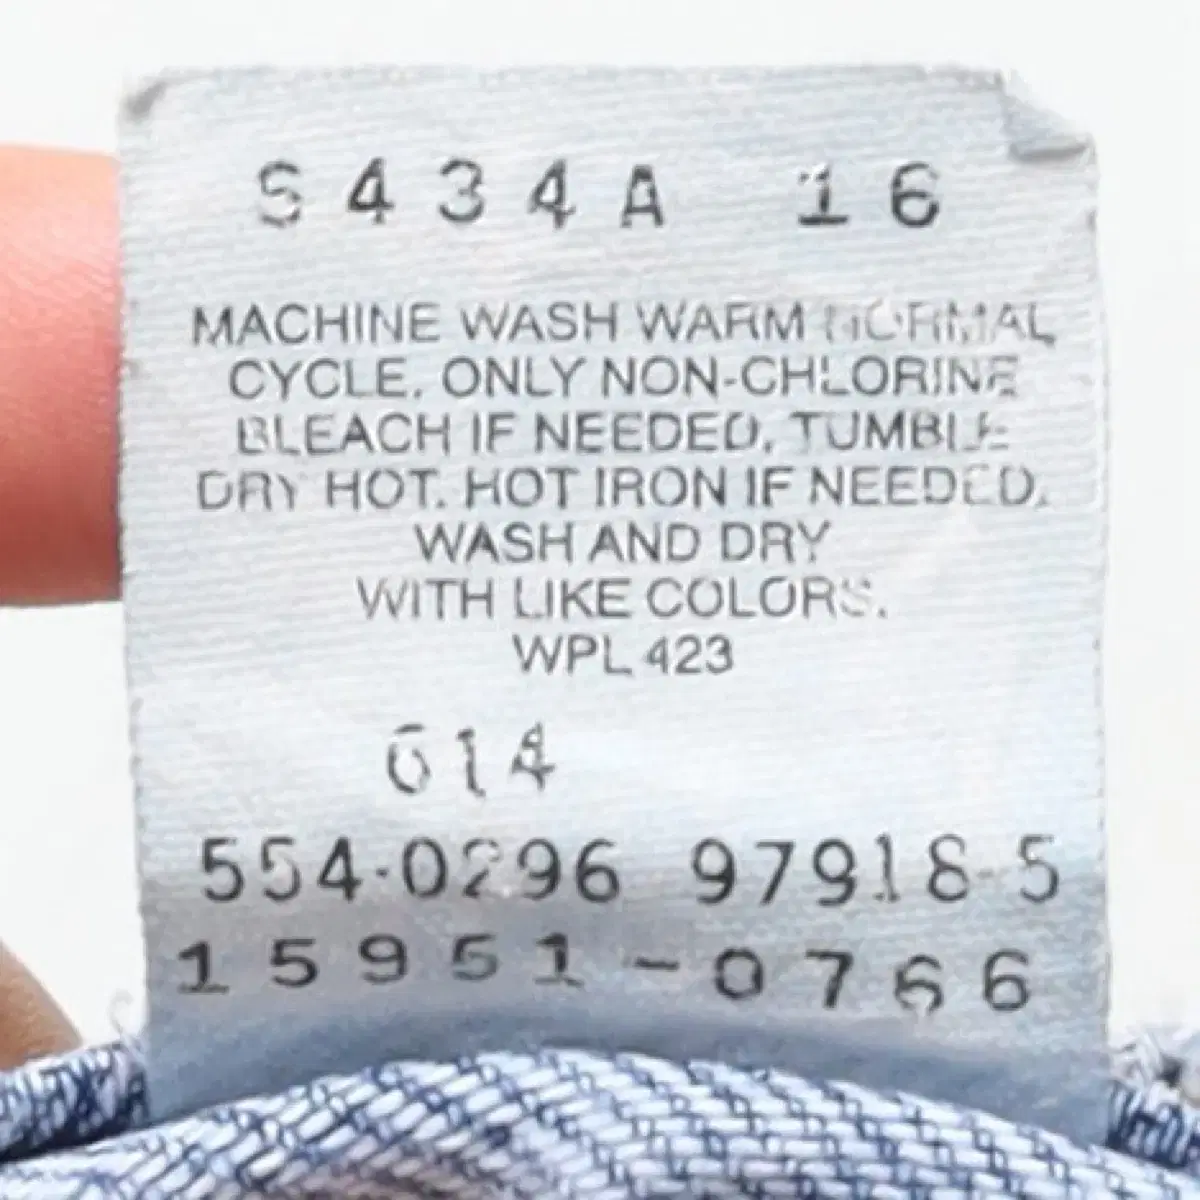 S434A 16
MACHINE WASH WARM NORMAL
CYCLE. ONLY NON-CHLORINE
BLEACH IF NEEDED. TUMBLE
DRY HOT. HOT IRON IF NEEDED.
WASH AND DRY
WITH LIKE COLORS.
WPL 423
614
554-0296 97918-5
15951-0766